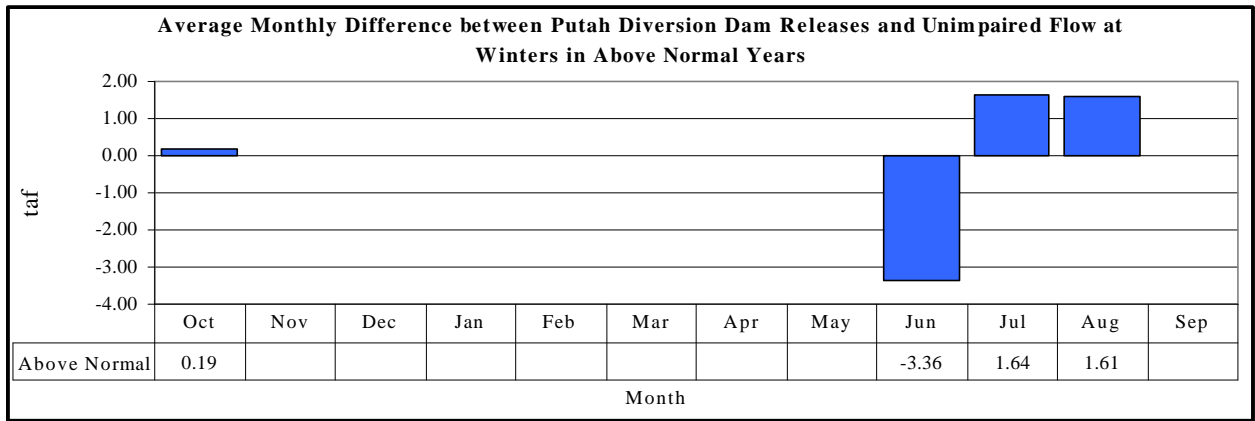 Average Monthly Difference between Putah Diversion Dam Releases and Unimpaired Flow at
Winters in Above Normal Years
2.00
1.00
0.00
-1.00
-2.00
-3.00
-4.00
taf
Oct Nov Dec Jan Feb Mar Apr May Jun Jul Aug Sep
Above Normal 0.19 -3.36 1.64 1.61
Month